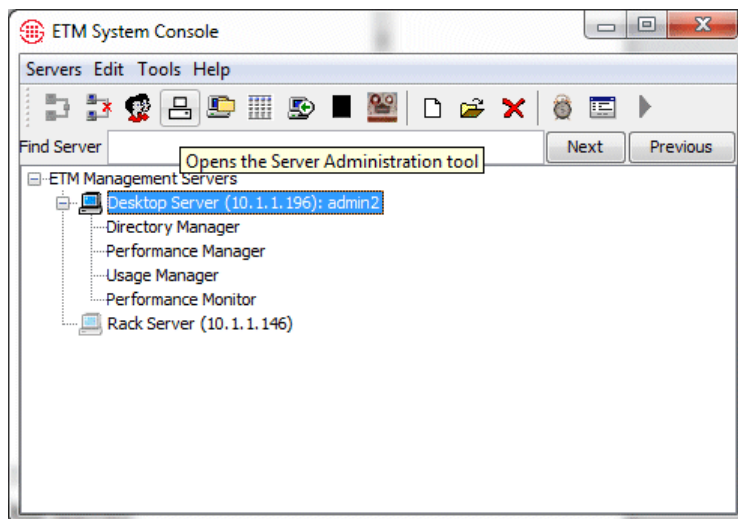 ETM System Console
Servers Edit Tools Help
Find Server
Next
Previous
Opens the Server Administration tool
ETM Management Servers
Desktop Server (10.1.1.196): admin2
Directory Manager
Performance Manager
Usage Manager
Performance Monitor
Rack Server (10.1.1.146)